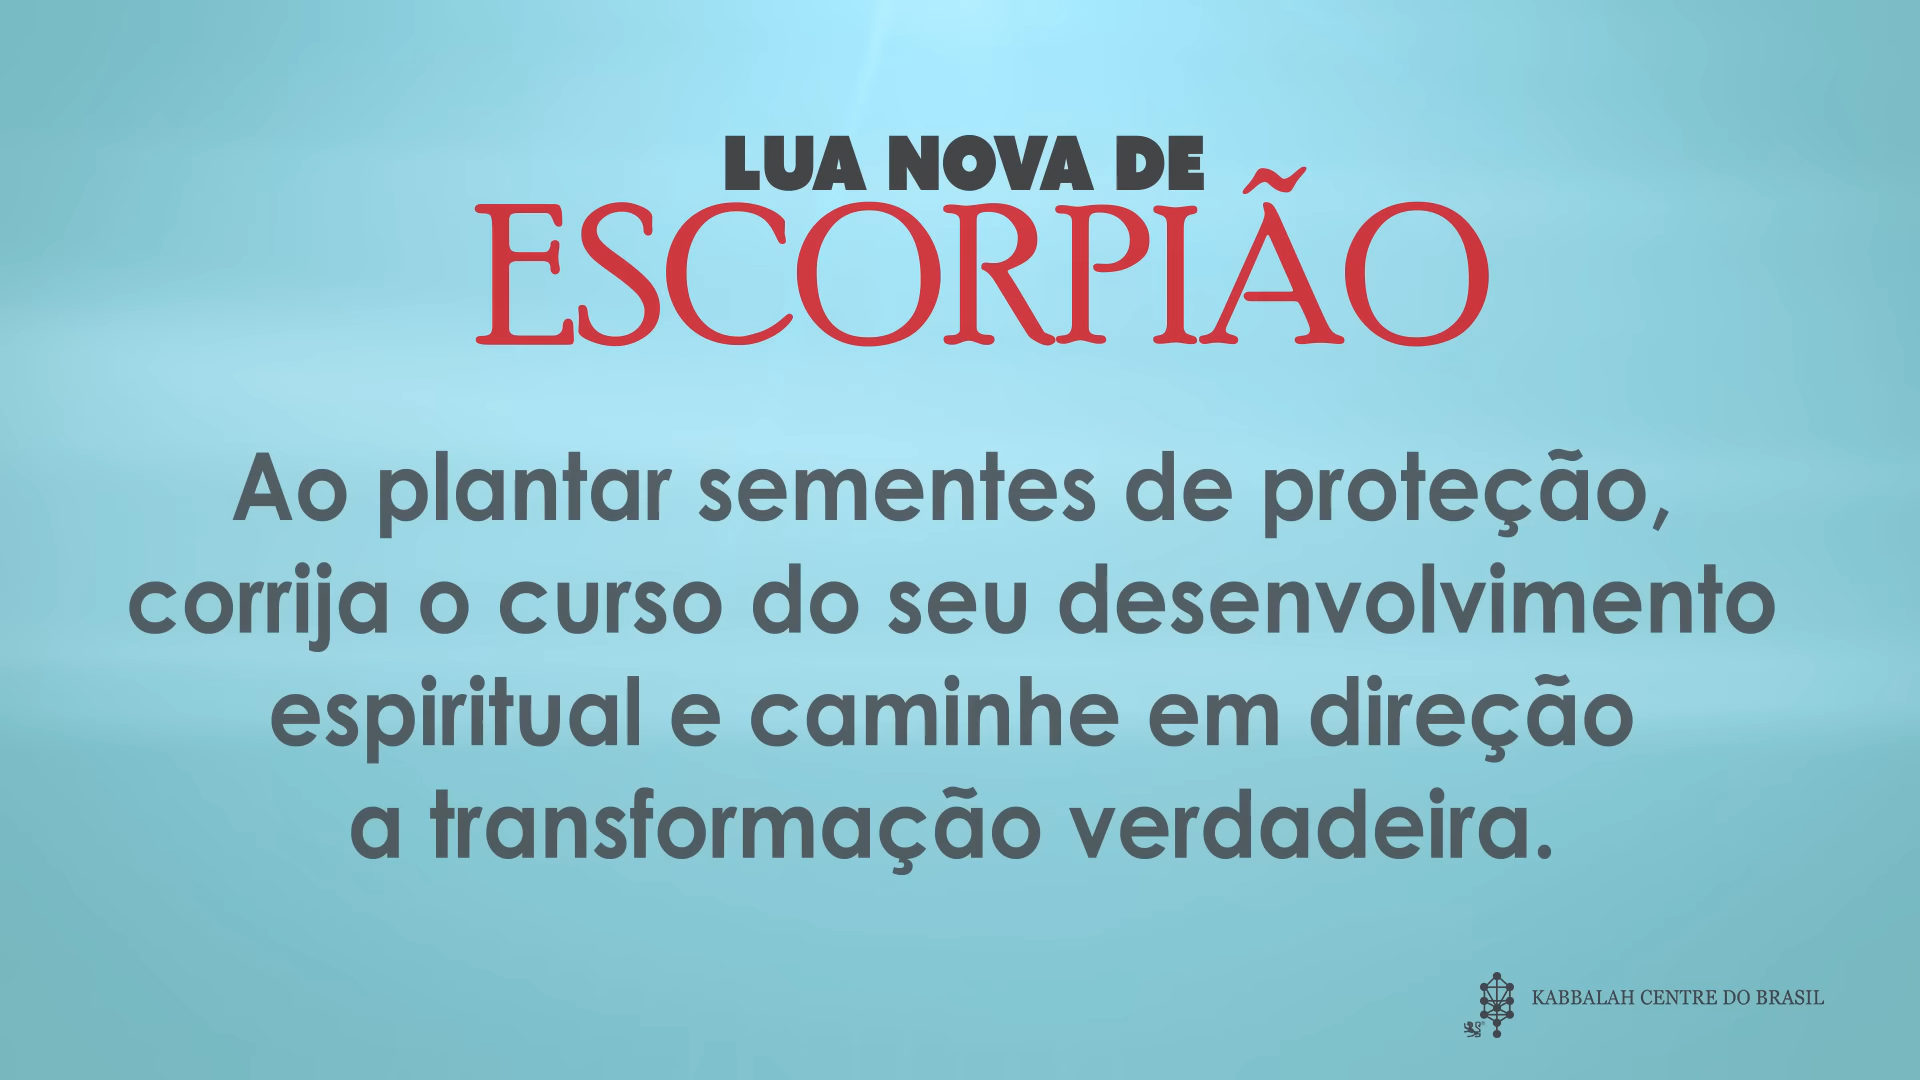 LUA NOVA DE
ESCORPIÃO
Ao plantar sementes de proteção,
corrija o curso do seu desenvolvimento
espiritual e caminhe em direção
a transformação verdadeira.
KABBALAH CENTRE DO BRASIL